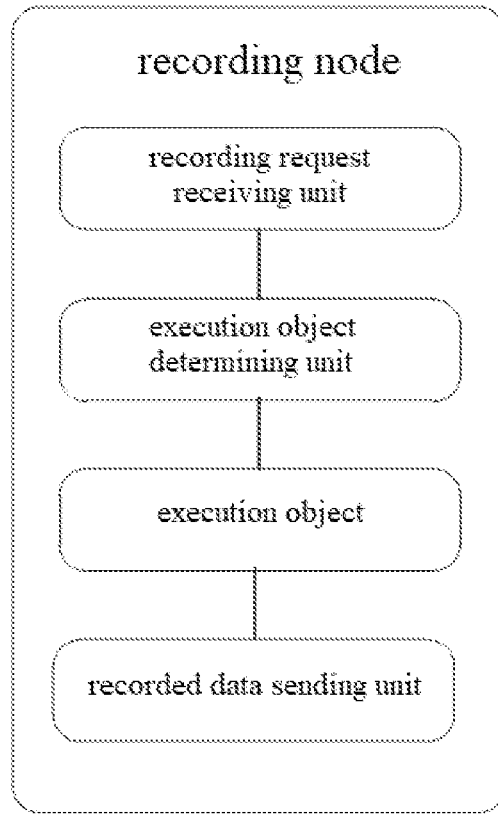 recording node
recording request
receiving unit
execution object
determining unit
execution object
recorded data sending unit